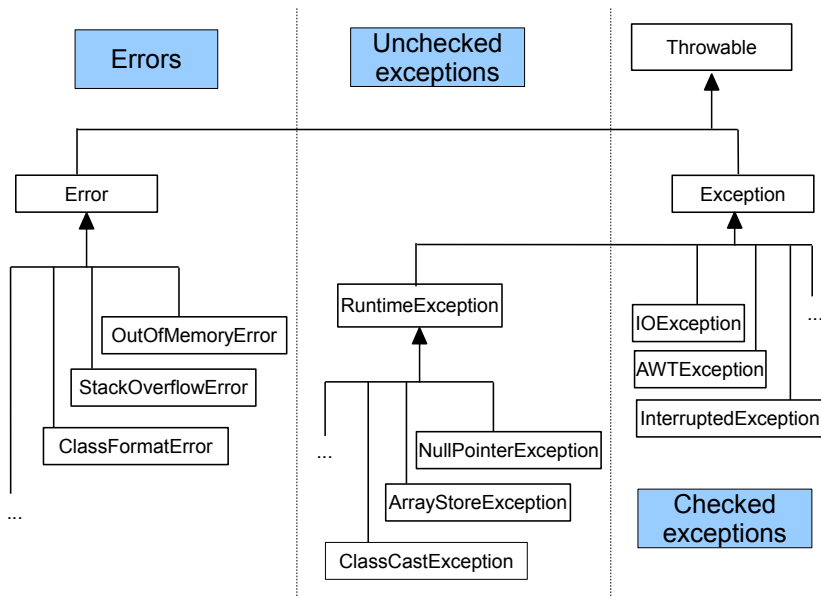 Errors
Unchecked
exceptions
Throwable
Error
Exception
RuntimeException
OutOfMemoryError
StackOverflowError
ClassFormatError
...
IOException
AWTException
InterruptedException
...
NullPointerException
ArrayStoreException
ClassCastException
...
Checked
exceptions